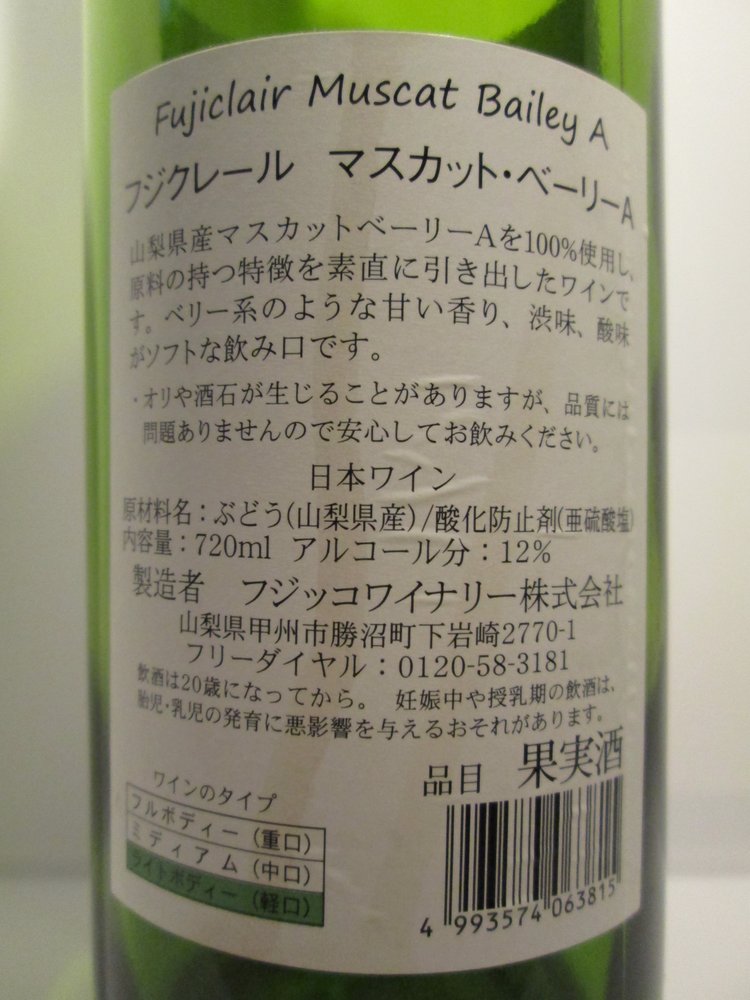 Fujiclair Muscat Bailey A
フジクレール マスカット・ベーリーA
山梨県産マスカットベーリーAを100%使用し、
原料の持つ特徴を素直に引き出したワインで
す。ベリー系のような甘い香り、渋味、酸味
がソフトな飲み口です。
・オリや酒石が生じることがありますが、品質には
問題ありませんので安心してお飲みください。
日本ワイン
原材料名：ぶどう(山梨県産)/酸化防止剤(亜硫酸塩)
内容量：720ml アルコール分：12%
製造者 フジッコワイナリー株式会社
山梨県甲州市勝沼町下岩崎2770-1
フリーダイヤル：0120-58-3181
飲酒は20歳になってから。 妊娠中や授乳期の飲酒は、
胎児・乳児の発育に悪影響を与えるおそれがあります。
品目 果実酒
ワインのタイプ
フルボディー(重口)
ミディアム(中口)
ライトボディー(軽口)
4 993574 063815